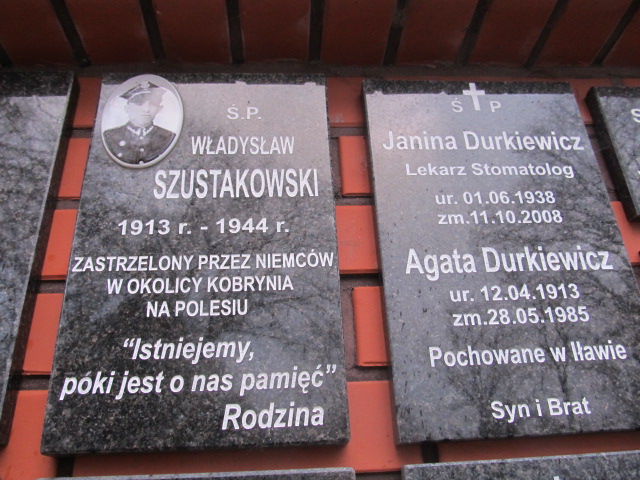 Ś.P.
WŁADYSŁAW
SZUSTAKOWSKI
1913 r. - 1944 r.
ZASTRZELONY PRZEZ NIEMCÓW
W OKOLICY KOBRYNIA
NA POLESIU
“Istniejemy,
póki jest o nas pamięć”
Rodzina
Ś P
Janina Durkiewicz
Lekarz Stomatolog
ur. 01.06.1938
zm.11.10.2008
Agata Durkiewicz
ur. 12.04.1913
zm.28.05.1985
Pochowane w Iławie
Syn i Brat